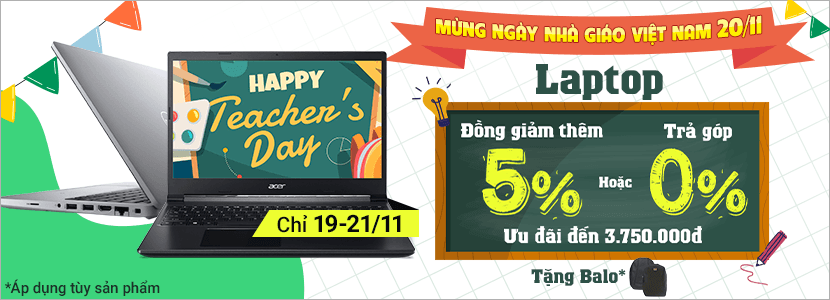 MỪNG NGÀY NHÀ GIÁO VIỆT NAM 20/11
HAPPY
Teacher's
Day
acer
Chỉ 19-21/11
*Áp dụng tùy sản phẩm
Laptop
Đồng giảm thêm
5%
Hoặc
Trả góp
0%
Ưu đãi đến 3.750.000đ
Tặng Balo*